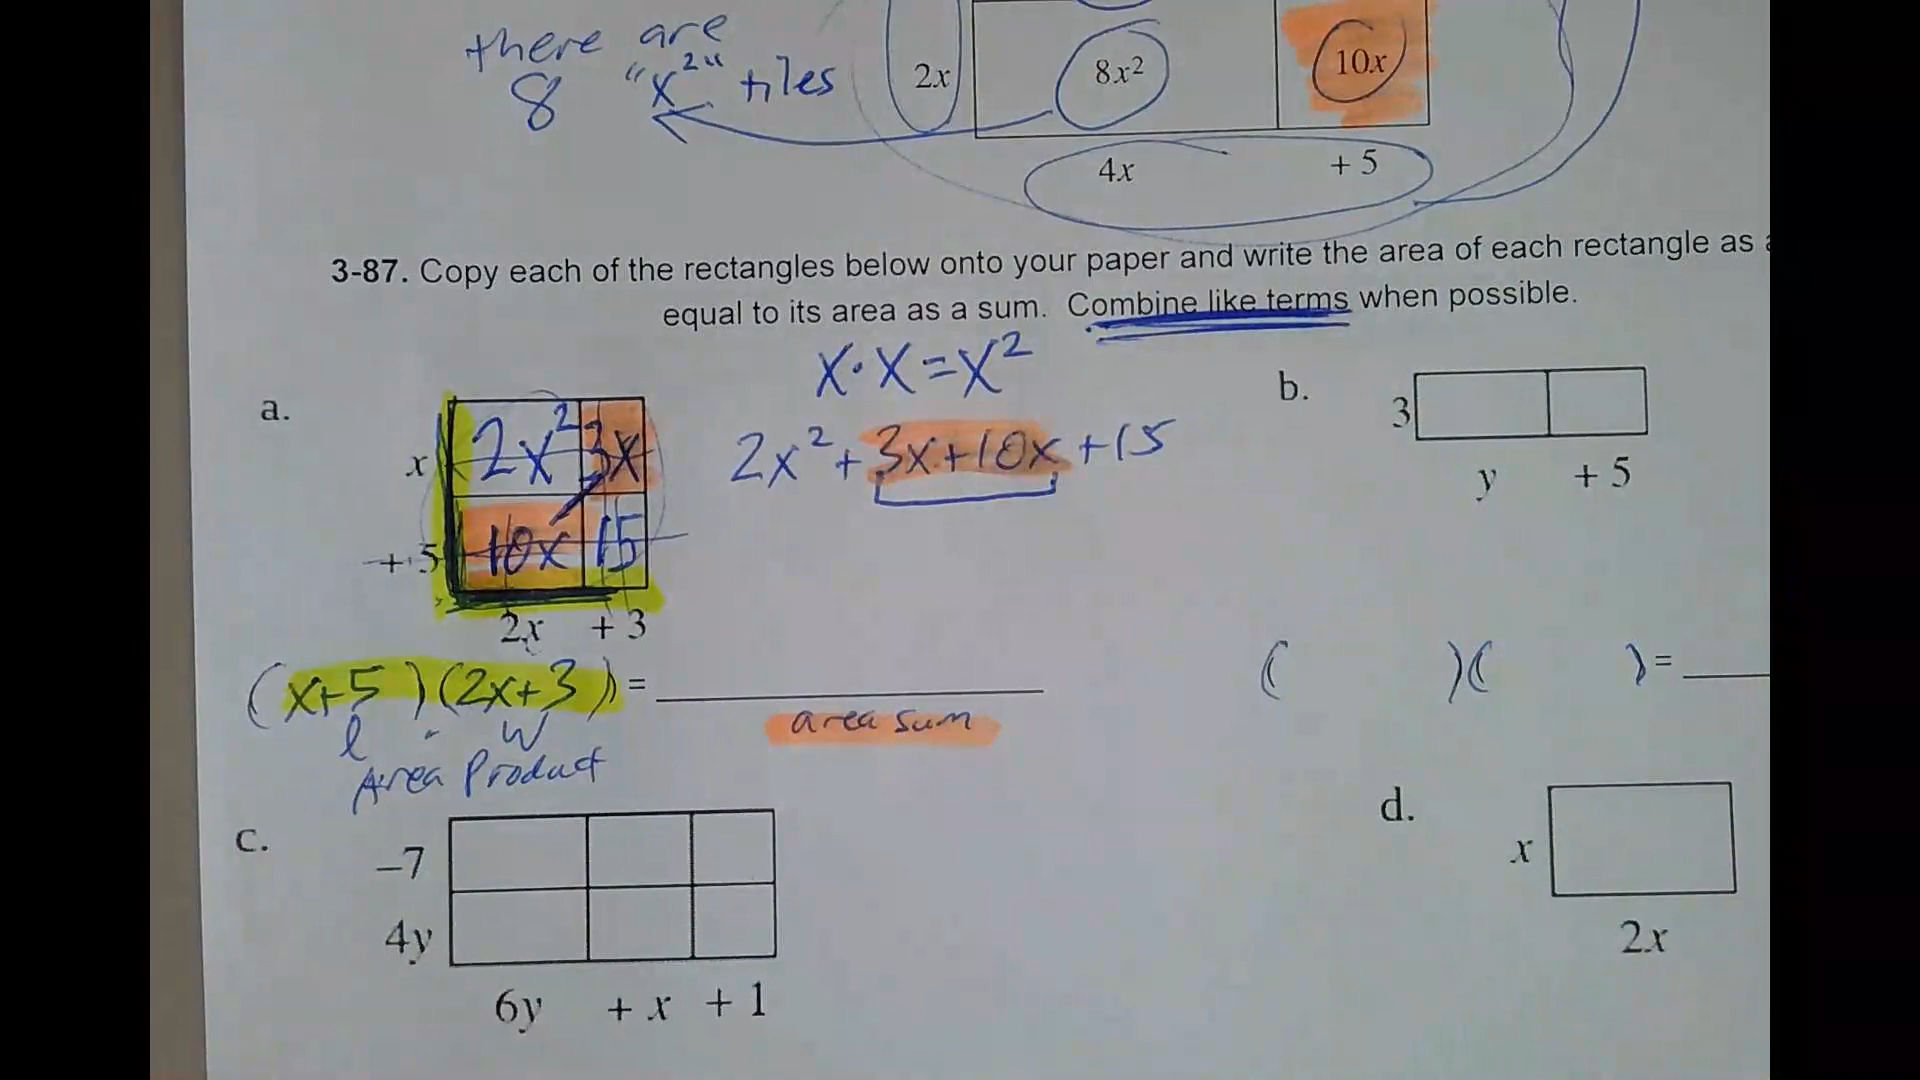 there are
8 "x²" tiles
2x 8x² 10x
4x + 5
3-87. Copy each of the rectangles below onto your paper and write the area of each rectangle as
equal to its area as a sum. Combine like terms when possible.
x·x=x²
a.
x 2x² 3x
+ 5 10x 15
2x + 3
2x²+3x+10x+15
(x+5)(2x+3)=
l · w
Area Product
area sum
b.
3
y + 5
( )( )=
c.
–7
4y
6y + x + 1
d.
x
2x